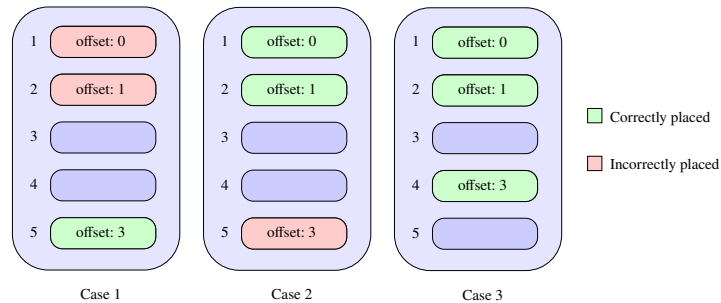 1 offset: 0
2 offset: 1
3
4
5 offset: 3
Case 1
1 offset: 0
2 offset: 1
3
4
5 offset: 3
Case 2
1 offset: 0
2 offset: 1
3
4 offset: 3
5
Case 3
Correctly placed
Incorrectly placed